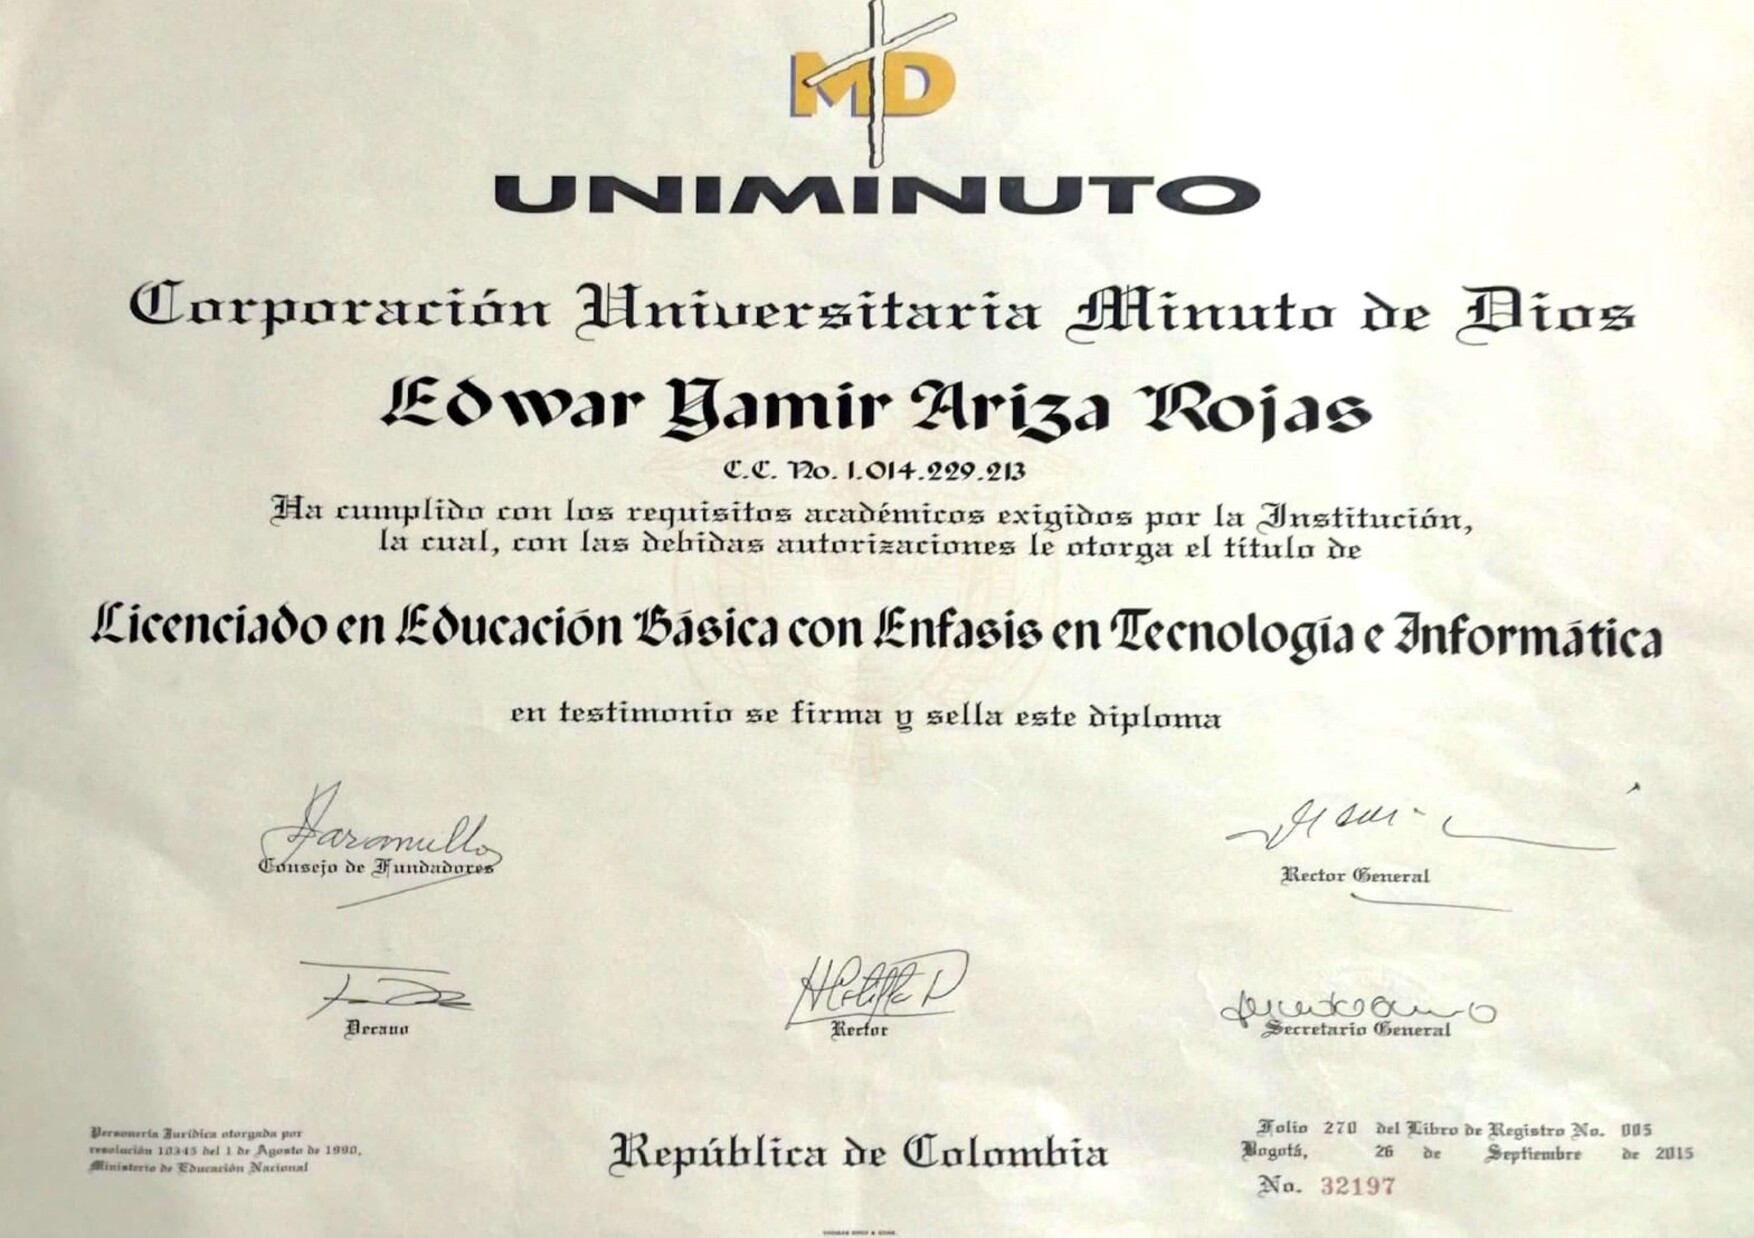 MD
UNIMINUTO
Corporación Universitaria Minuto de Dios
Edwar Yamir Ariza Rojas
C.C. No. 1.014.229.213
Ha cumplido con los requisitos académicos exigidos por la Institución,
la cual, con las debidas autorizaciones le otorga el título de
Licenciado en Educación Básica con Enfasis en Tecnología e Informática
en testimonio se firma y sella este diploma
Jaramillo
Consejo de Fundadores
Rector General
Decano
Rector
Secretario General
Personería Jurídica otorgada por
resolución 10345 del 1 de Agosto de 1990,
Ministerio de Educación Nacional
República de Colombia
Folio 270 del Libro de Registro No. 005
Bogotá, 26 de Septiembre de 2015
No. 32197